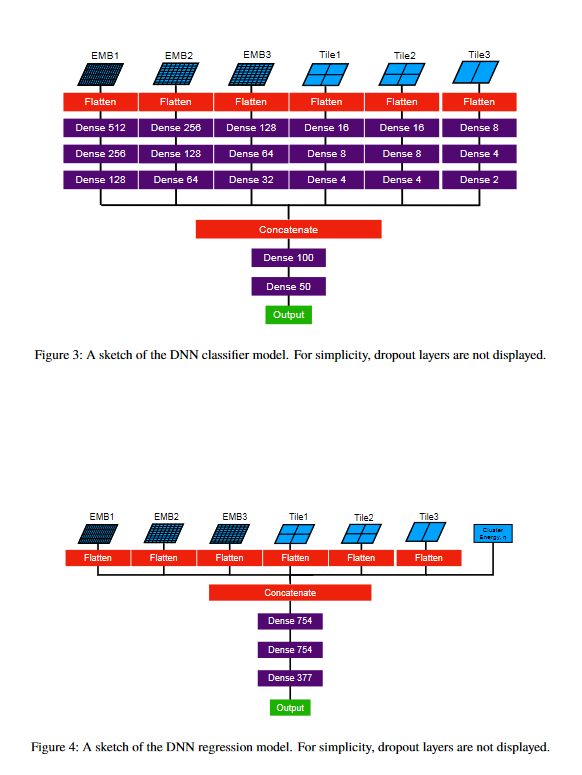 EMB1 EMB2 EMB3 Tile1 Tile2 Tile3
Flatten Flatten Flatten Flatten Flatten Flatten
Dense 512 Dense 256 Dense 128 Dense 16 Dense 16 Dense 8
Dense 256 Dense 128 Dense 64 Dense 8 Dense 8 Dense 4
Dense 128 Dense 64 Dense 32 Dense 4 Dense 4 Dense 2
Concatenate
Dense 100
Dense 50
Output
Figure 3: A sketch of the DNN classifier model. For simplicity, dropout layers are not displayed.
EMB1 EMB2 EMB3 Tile1 Tile2 Tile3
Cluster
Energy, η
Flatten Flatten Flatten Flatten Flatten Flatten
Concatenate
Dense 754
Dense 754
Dense 377
Output
Figure 4: A sketch of the DNN regression model. For simplicity, dropout layers are not displayed.